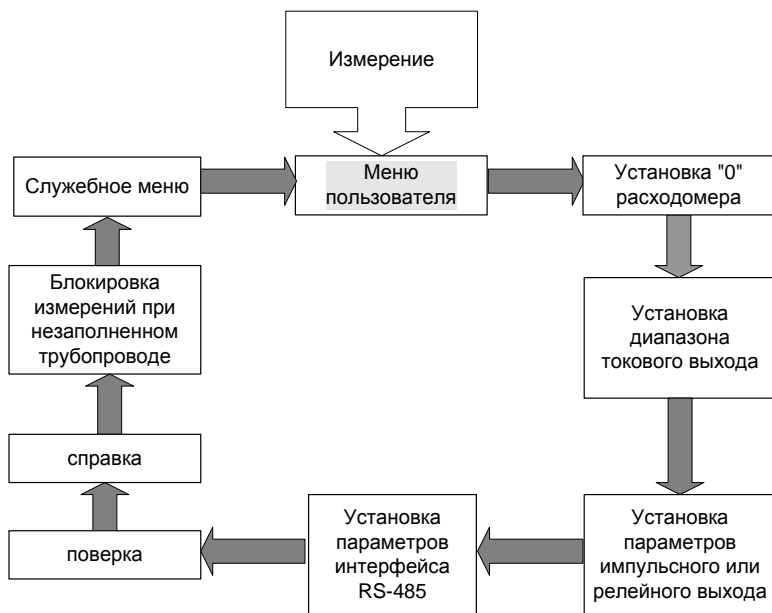 Измерение
Служебное меню
Меню
пользователя
Установка "0"
расходомера
Блокировка
измерений при
незаполненном
трубопроводе
Установка
диапазона
токового выхода
справка
поверка
Установка
параметров
интерфейса
RS-485
Установка
параметров
импульсного или
релейного выхода